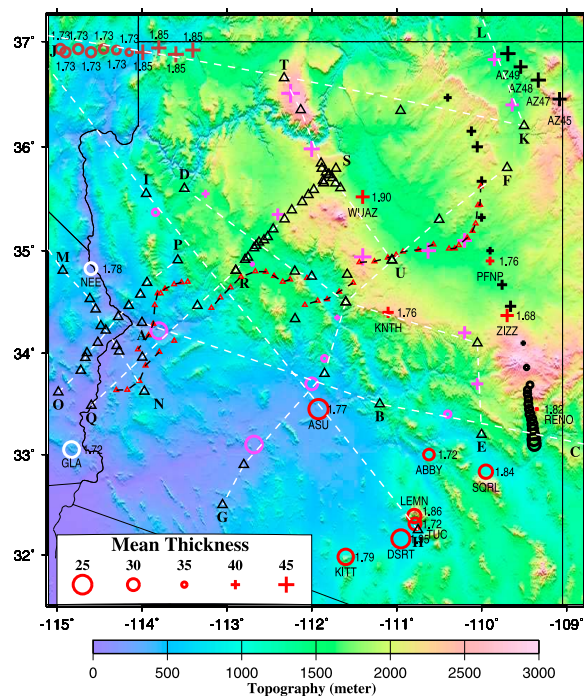 L
37°
J
1.73 1.73 1.73 1.85 1.85
1.73 1.73 1.73 1.85
T
AZ49
AZ48
AZ47
AZ45
K
36°
S
I
D
F
1.90
W'JAZ
P
M
1.78
NEE
R
U
1.76
PFNP
35°
1.76
KNTH
1.68
ZIZZ
A
34°
O
Q
N
1.77
ASU
B
1.82
RENO
33°
1.72
GLA
E
C
1.72
ABBY
1.84
SQRL
G
LEMN
1.86
1.72
TUC
H
DSRT
32°
1.79
KITT
Mean Thickness
25 30 35 40 45
-115° -114° -113° -112° -111° -110° -109°
0 500 1000 1500 2000 2500 3000
Topography (meter)